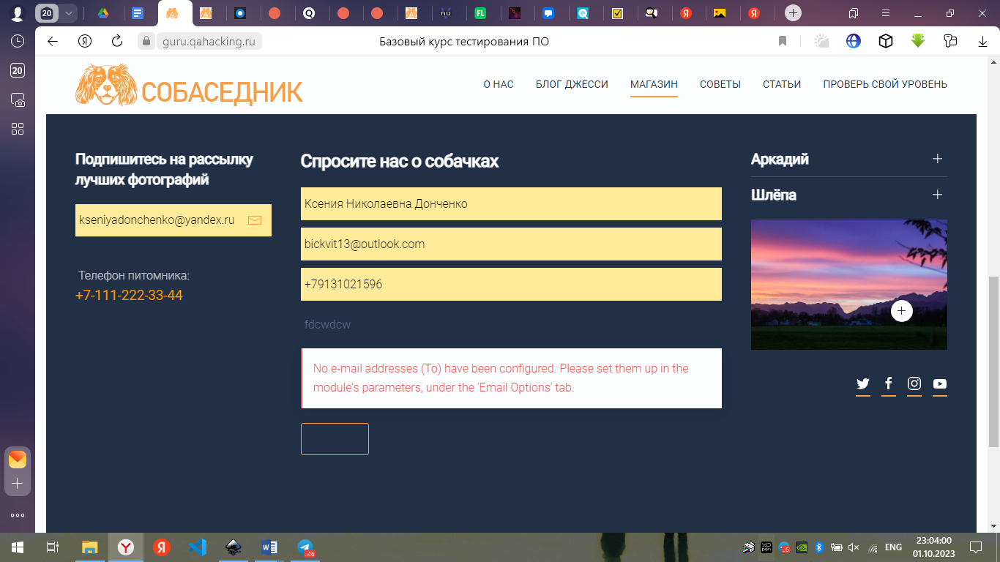 20
guru.qahacking.ru
Базовый курс тестирования ПО
20
СОБАСЕДНИК
О НАС
БЛОГ ДЖЕССИ
МАГАЗИН
СОВЕТЫ
СТАТЬИ
ПРОВЕРЬ СВОЙ УРОВЕНЬ
Подпишитесь на рассылку
лучших фотографий
kseniyadonchenko@yandex.ru
Телефон питомника:
+7-111-222-33-44
Спросите нас о собачках
Ксения Николаевна Донченко
bickvit13@outlook.com
+79131021596
fdcwdcw
No e-mail addresses (To) have been configured. Please set them up in the
module's parameters, under the 'Email Options' tab.
Аркадий
Шлёпа
ENG
23:04:00
01.10.2023